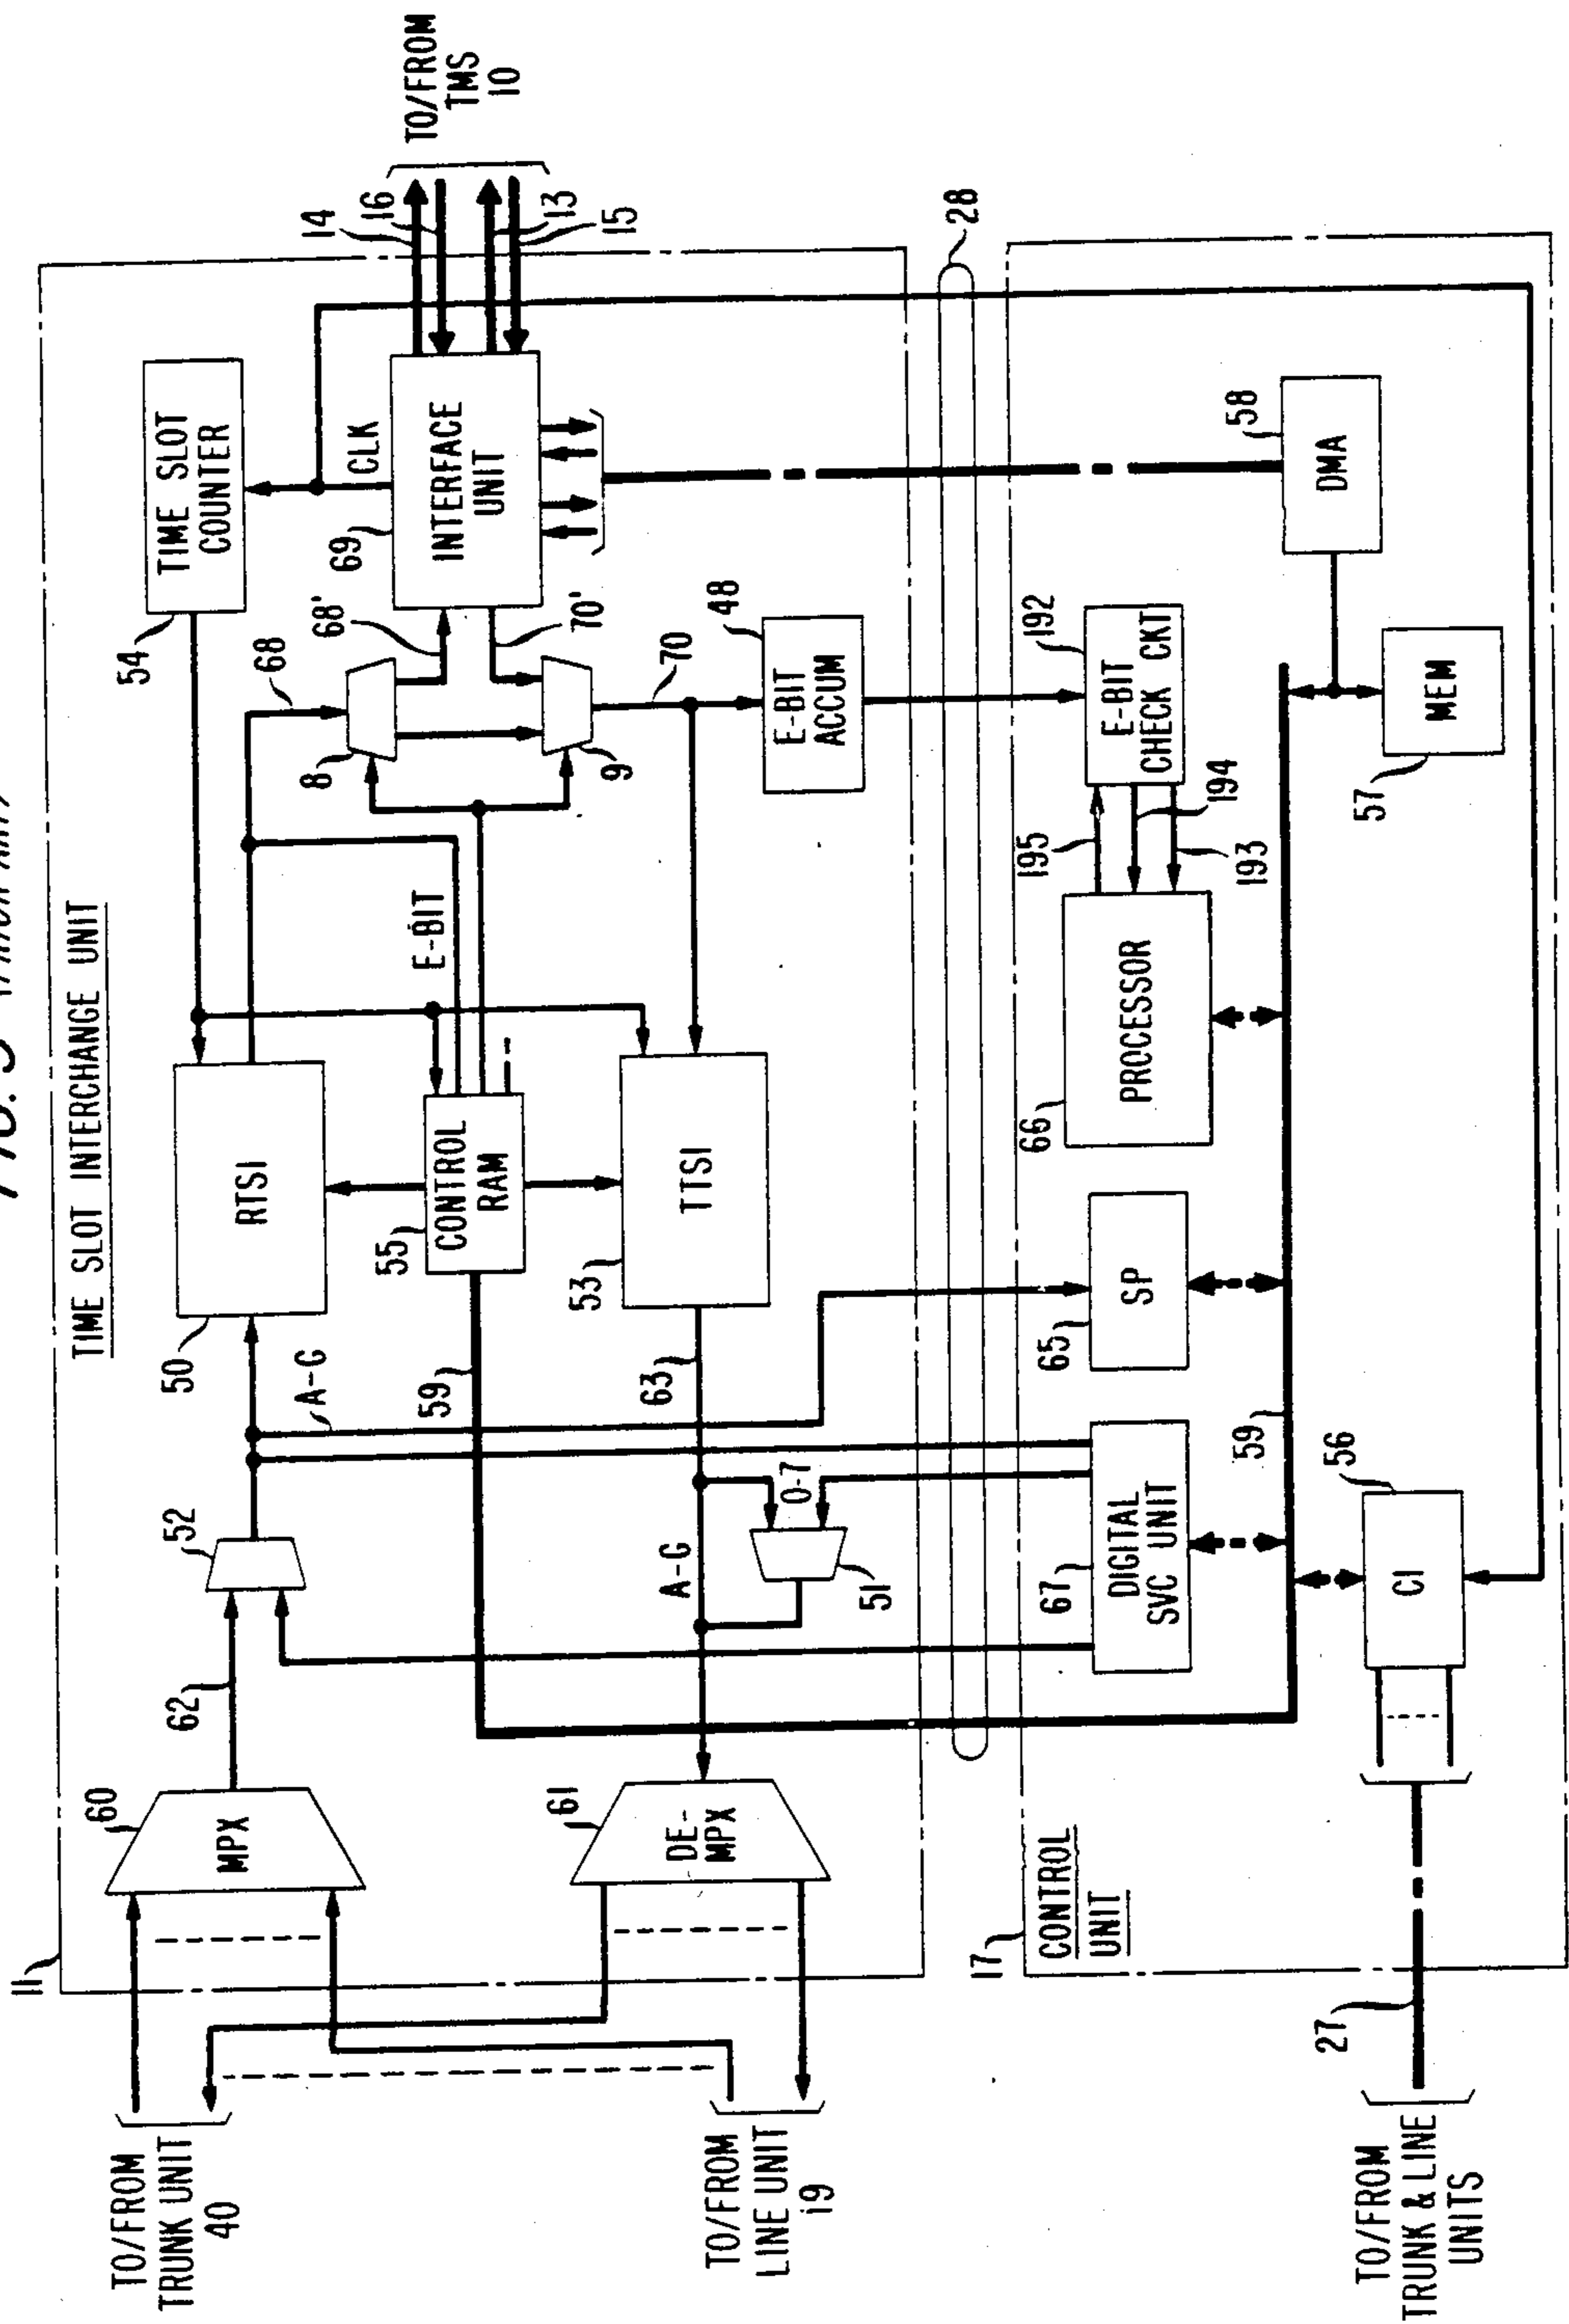 TIME SLOT INTERCHANGE UNIT
11
TO/FROM
TRUNK UNIT
40
TO/FROM
LINE UNIT
19
60
MPX
61
DE-
MPX
62
52
50
RTSI
A-G
59
55
CONTROL
RAM
E-BIT
53
TTSI
63
A-G
0-7
51
54
TIME SLOT
COUNTER
68
8
9
68'
70'
70
69
CLK
INTERFACE
UNIT
14
16
13
15
TO/FROM
TMS
10
48
E-BIT
ACCUM
28
17
CONTROL
UNIT
67
DIGITAL
SVC UNIT
65
SP
66
PROCESSOR
195
194
193
192
E-BIT
CHECK CKT
58
DMA
57
MEM
59
56
CI
27
TO/FROM
TRUNK & LINE
UNITS